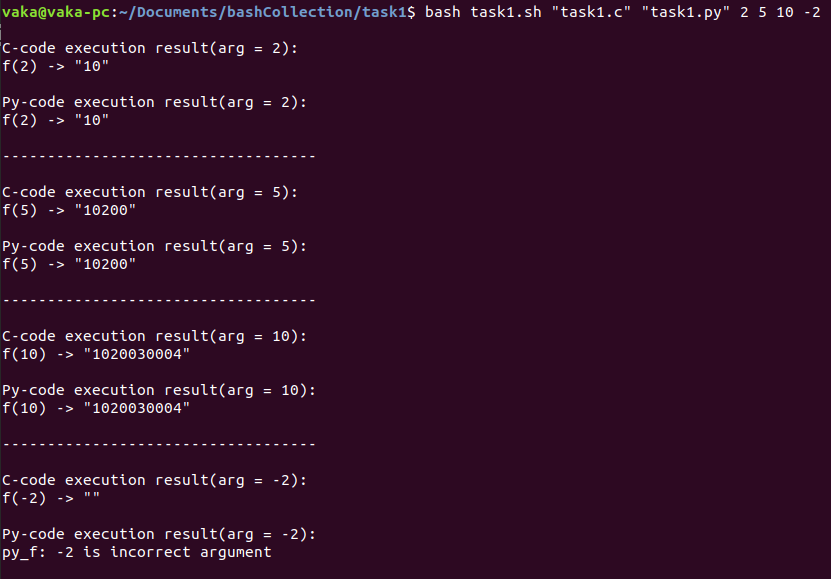 vaka@vaka-pc:~/Documents/bashCollection/task1$ bash task1.sh "task1.c" "task1.py" 2 5 10 -2
C-code execution result(arg = 2):
f(2) -> "10"
Py-code execution result(arg = 2):
f(2) -> "10"
-----------------------------------
C-code execution result(arg = 5):
f(5) -> "10200"
Py-code execution result(arg = 5):
f(5) -> "10200"
-----------------------------------
C-code execution result(arg = 10):
f(10) -> "1020030004"
Py-code execution result(arg = 10):
f(10) -> "1020030004"
-----------------------------------
C-code execution result(arg = -2):
f(-2) -> ""
Py-code execution result(arg = -2):
py_f: -2 is incorrect argument